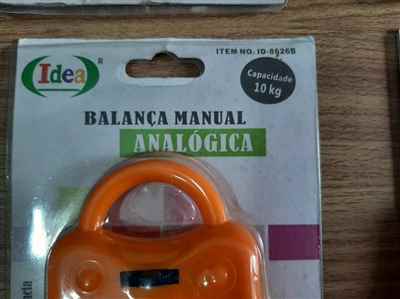 ITEM NO. ID-8626B
Idea®
Capacidade
10 kg
BALANÇA MANUAL
ANALÓGICA